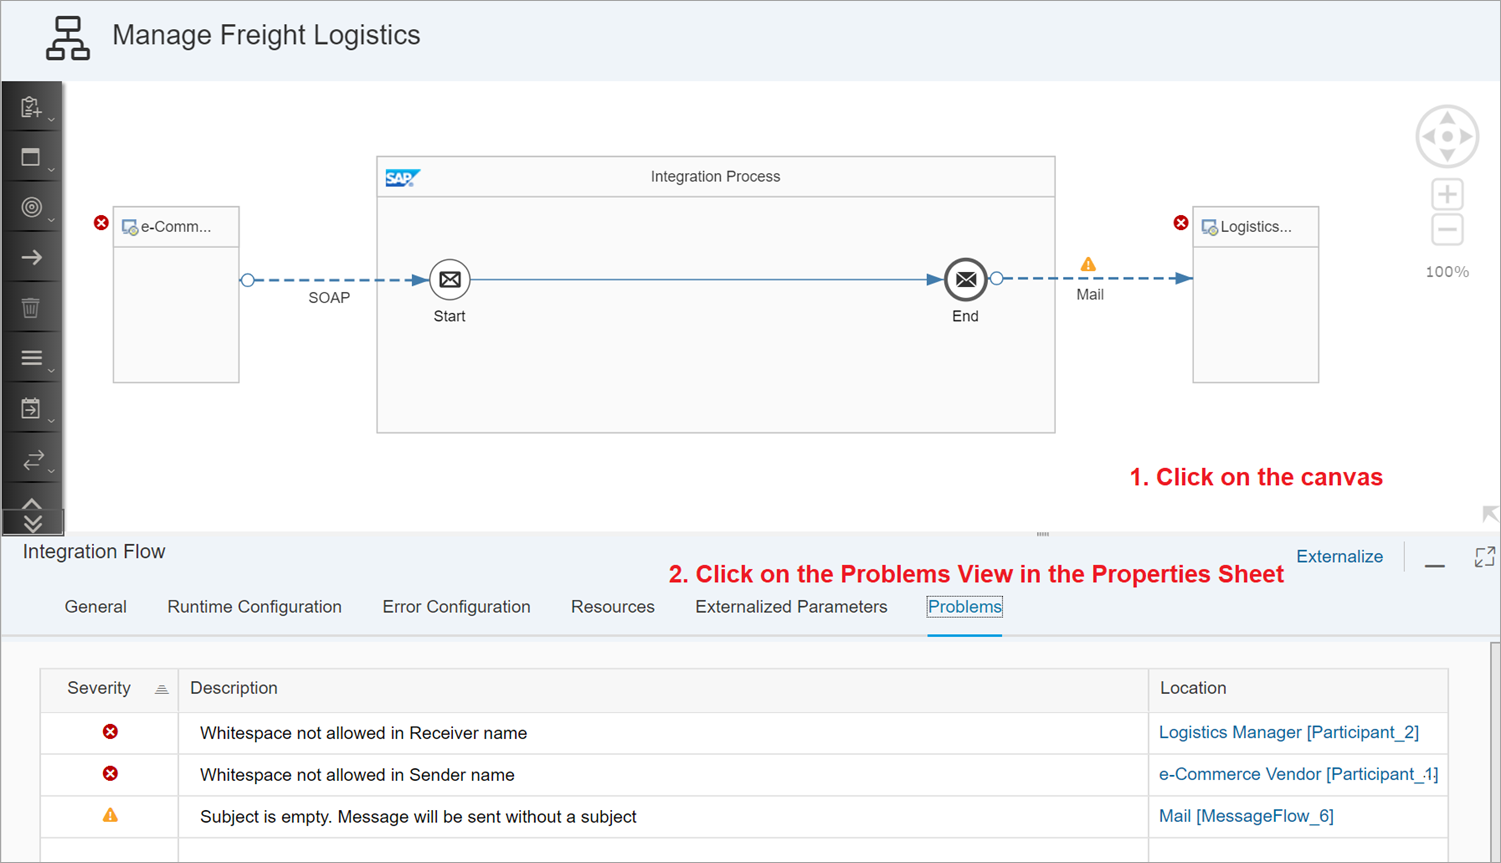 Manage Freight Logistics
SAP
Integration Process
e-Comm...
Logistics...
100%
SOAP
Mail
Start
End
1. Click on the canvas
Integration Flow
Externalize
2. Click on the Problems View in the Properties Sheet
General Runtime Configuration Error Configuration Resources Externalized Parameters Problems
Severity Description Location
Whitespace not allowed in Receiver name Logistics Manager [Participant_2]
Whitespace not allowed in Sender name e-Commerce Vendor [Participant_1]
Subject is empty. Message will be sent without a subject Mail [MessageFlow_6]